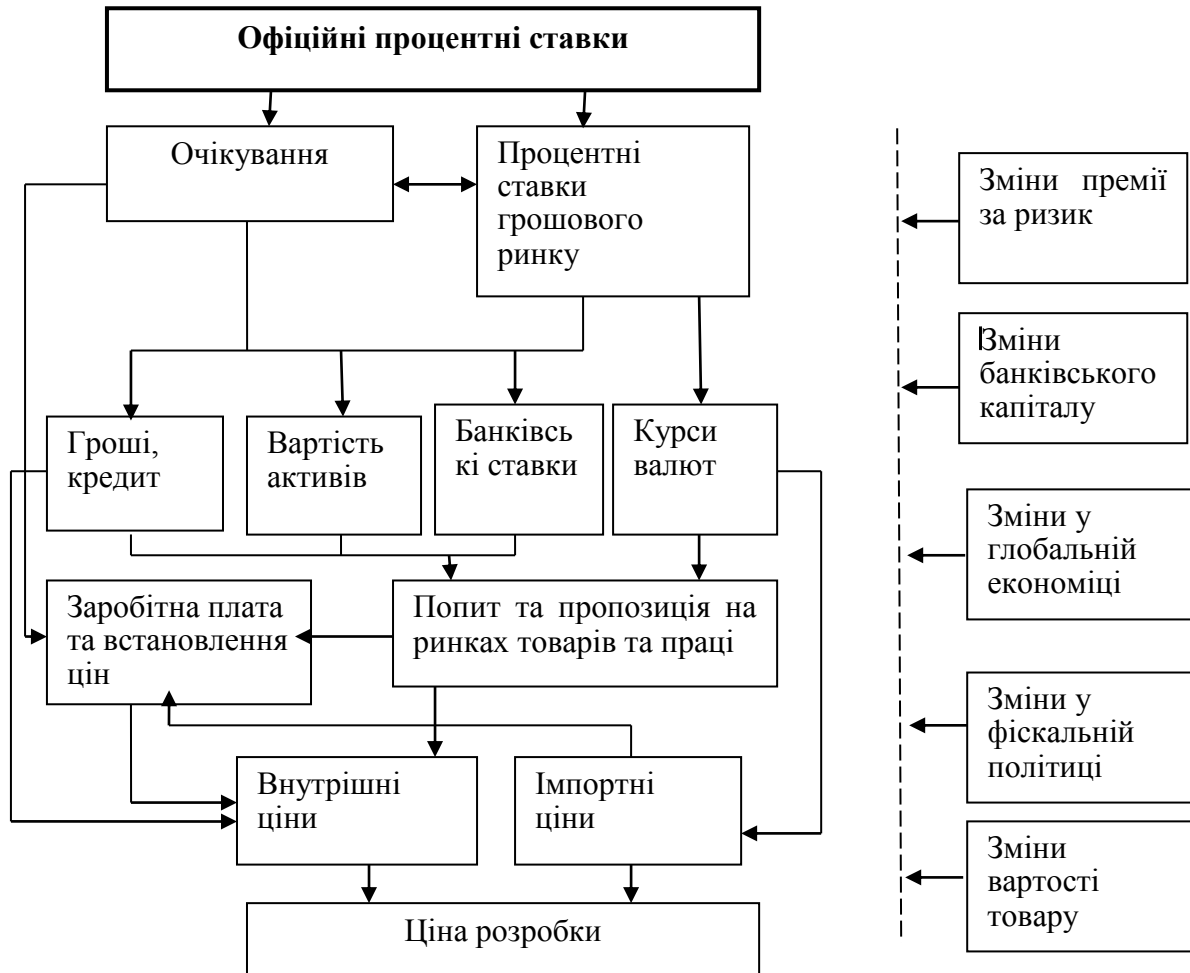 Офіційні процентні ставки
Очікування
Процентні
ставки
грошового
ринку
Зміни премії
за ризик
Зміни
банківського
капіталу
Гроші,
кредит
Вартість
активів
Банківсь
кі ставки
Курси
валют
Зміни у
глобальній
економіці
Заробітна плата
та встановлення
цін
Попит та пропозиція на
ринках товарів та праці
Зміни у
фіскальній
політиці
Внутрішні
ціни
Імпортні
ціни
Зміни
вартості
товару
Ціна розробки